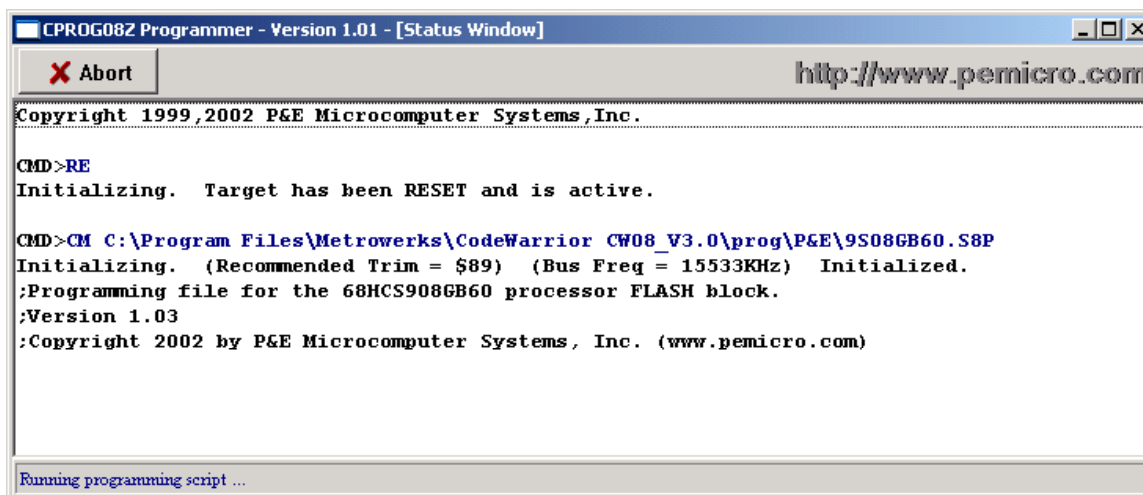 CPROG08Z Programmer - Version 1.01 - [Status Window]
Abort
http://www.pemicro.com
Copyright 1999,2002 P&E Microcomputer Systems,Inc.
CMD>RE
Initializing.  Target has been RESET and is active.
CMD>CM C:\Program Files\Metrowerks\CodeWarrior CW08_V3.0\prog\P&E\9S08GB60.S8P
Initializing.  (Recommended Trim = $89)  (Bus Freq = 15533KHz)  Initialized.
;Programming file for the 68HCS908GB60 processor FLASH block.
;Version 1.03
;Copyright 2002 by P&E Microcomputer Systems, Inc. (www.pemicro.com)
Running programming script ...